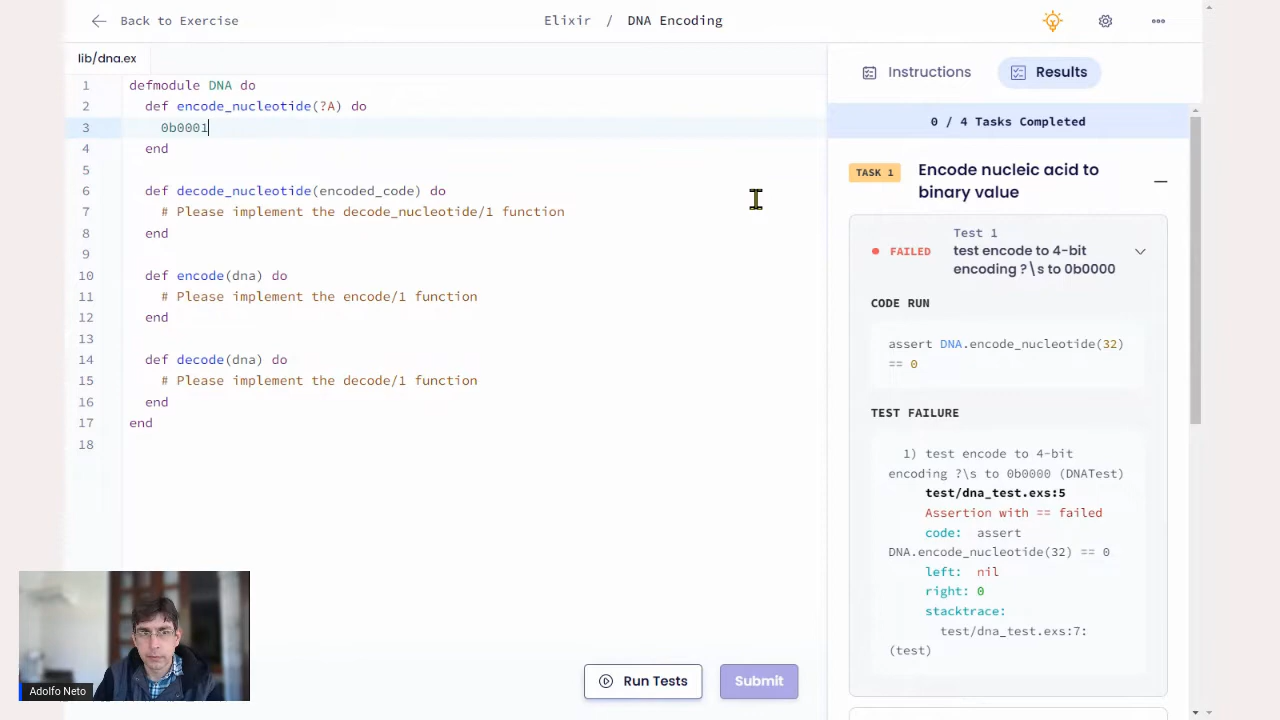 Back to Exercise
Elixir / DNA Encoding
lib/dna.ex
Instructions
Results
1 defmodule DNA do
2 def encode_nucleotide(?A) do
3 0b0001
4 end
5
6 def decode_nucleotide(encoded_code) do
7 # Please implement the decode_nucleotide/1 function
8 end
9
10 def encode(dna) do
11 # Please implement the encode/1 function
12 end
13
14 def decode(dna) do
15 # Please implement the decode/1 function
16 end
17 end
18
0 / 4 Tasks Completed
TASK 1
Encode nucleic acid to
binary value
FAILED
Test 1
test encode to 4-bit
encoding ?\s to 0b0000
CODE RUN
assert DNA.encode_nucleotide(32)
== 0
TEST FAILURE
1) test encode to 4-bit
encoding ?\s to 0b0000 (DNATest)
test/dna_test.exs:5
Assertion with == failed
code: assert
DNA.encode_nucleotide(32) == 0
left: nil
right: 0
stacktrace:
test/dna_test.exs:7:
(test)
Run Tests
Submit
Adolfo Neto